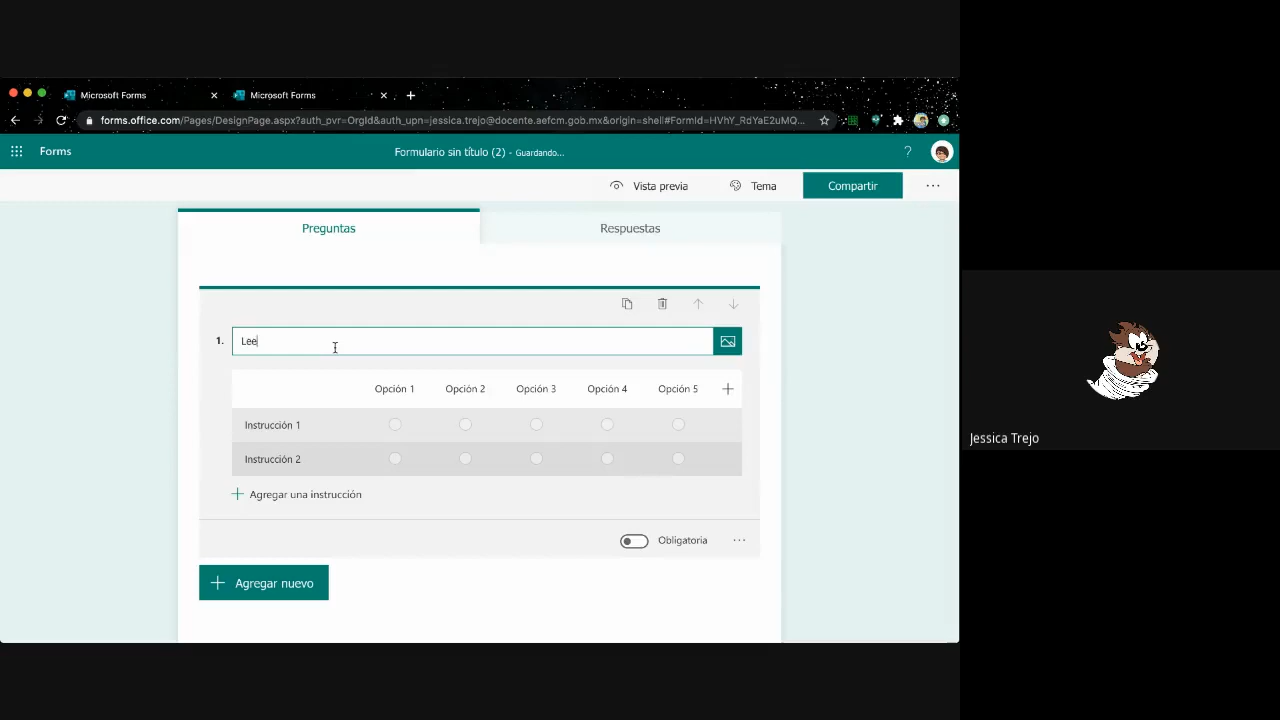 Microsoft Forms
Microsoft Forms
forms.office.com/Pages/DesignPage.aspx?auth_pvr=OrgId&auth_upn=jessica.trejo@docente.aefcm.gob.mx&origin=shell#FormId=HVhY_RdYaE2uMQ...
Forms
Formulario sin título (2) - Guardando...
?
Vista previa
Tema
Compartir
...
Preguntas
Respuestas
1.
Lee
Opción 1
Opción 2
Opción 3
Opción 4
Opción 5
Instrucción 1
Instrucción 2
Agregar una instrucción
Obligatoria
...
Agregar nuevo
Jessica Trejo